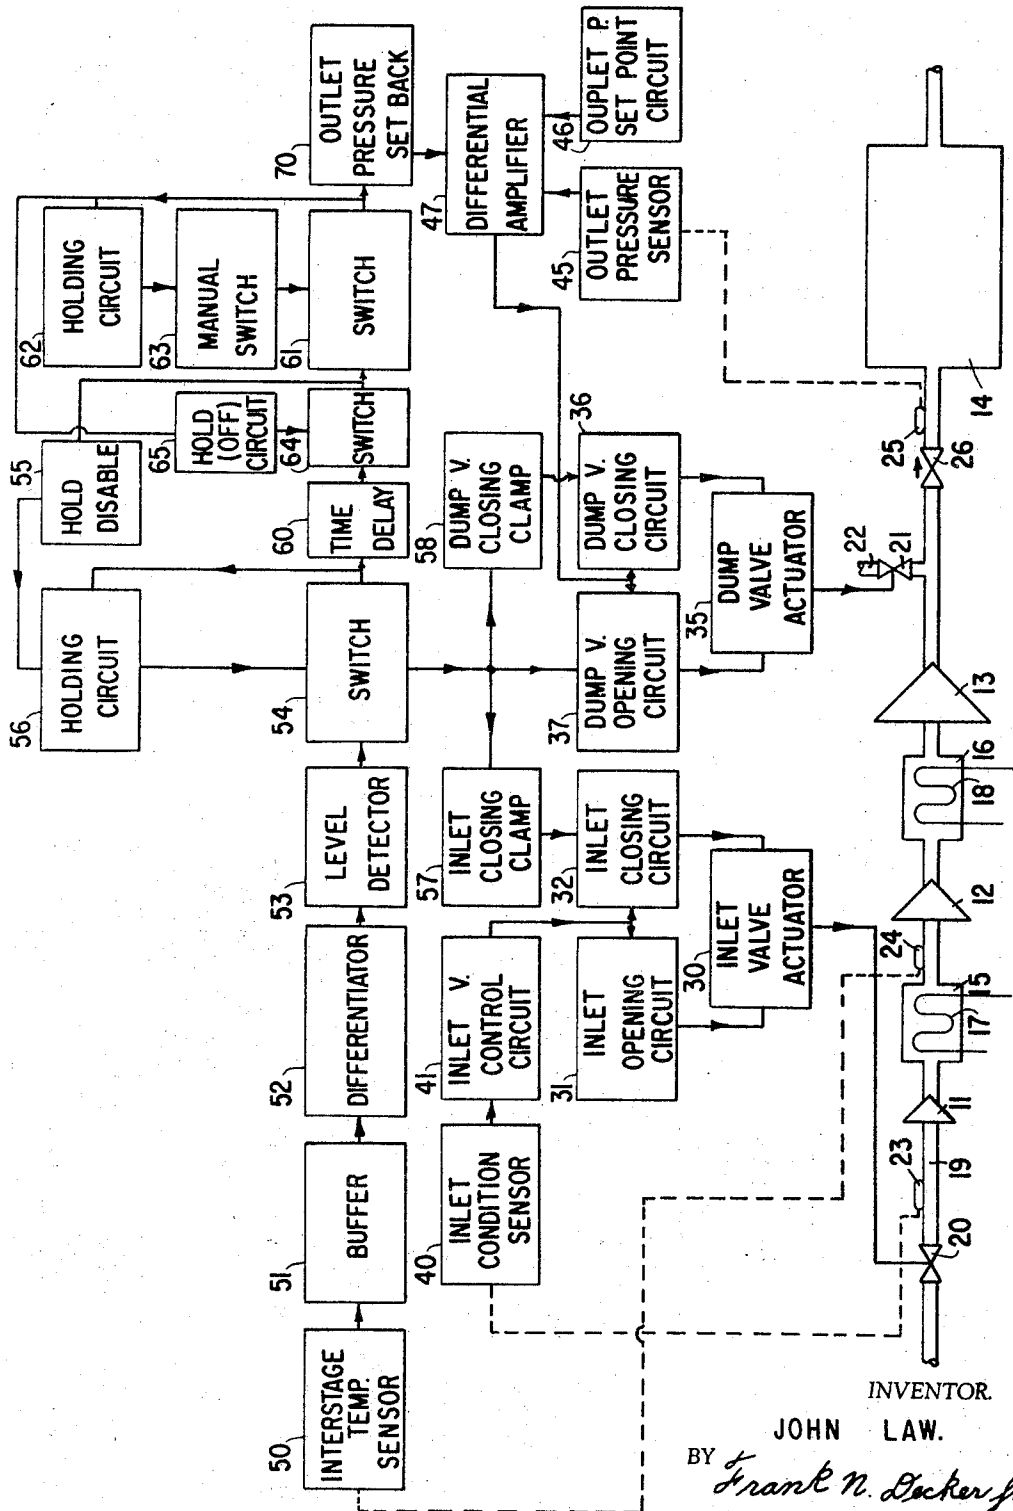 50
INTERSTAGE
TEMP.
SENSOR
51
BUFFER
52
DIFFERENTIATOR
53
LEVEL
DETECTOR
54
SWITCH
56
HOLDING
CIRCUIT
55
HOLD
DISABLE
60
TIME
DELAY
64
SWITCH
65
HOLD
(OFF)
CIRCUIT
61
SWITCH
62
HOLDING
CIRCUIT
63
MANUAL
SWITCH
70
OUTLET
PRESSURE
SET BACK
40
INLET
CONDITION
SENSOR
41
INLET V.
CONTROL
CIRCUIT
57
INLET
CLOSING
CLAMP
58
DUMP V.
CLOSING
CLAMP
47
DIFFERENTIAL
AMPLIFIER
31
INLET
OPENING
CIRCUIT
32
INLET
CLOSING
CIRCUIT
37
DUMP V.
OPENING
CIRCUIT
36
DUMP V.
CLOSING
CIRCUIT
45
OUTLET
PRESSURE
SENSOR
46
OUPLET P.
SET POINT
CIRCUIT
30
INLET
VALVE
ACTUATOR
35
DUMP
VALVE
ACTUATOR
20
23
19
11
15
17
24
12
16
18
13
22
21
25
26
14
INVENTOR.
JOHN LAW.
BY
Frank N. Decker Jr.